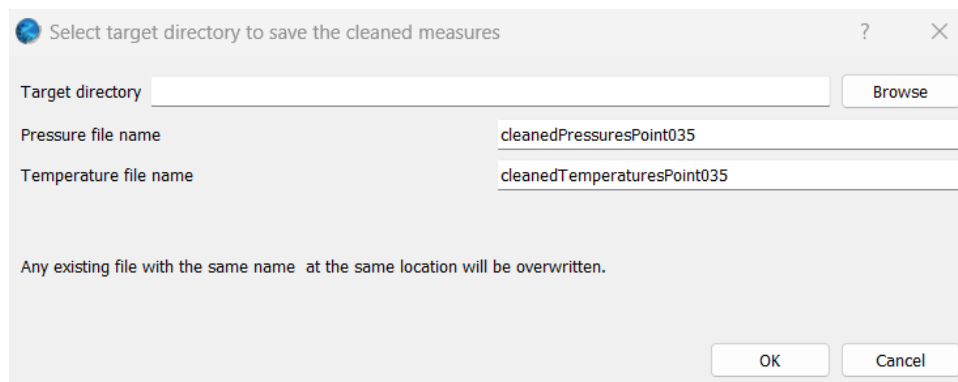 Select target directory to save the cleaned measures ?
Target directory Browse
Pressure file name cleanedPressuresPoint035
Temperature file name cleanedTemperaturesPoint035
Any existing file with the same name at the same location will be overwritten.
OK Cancel